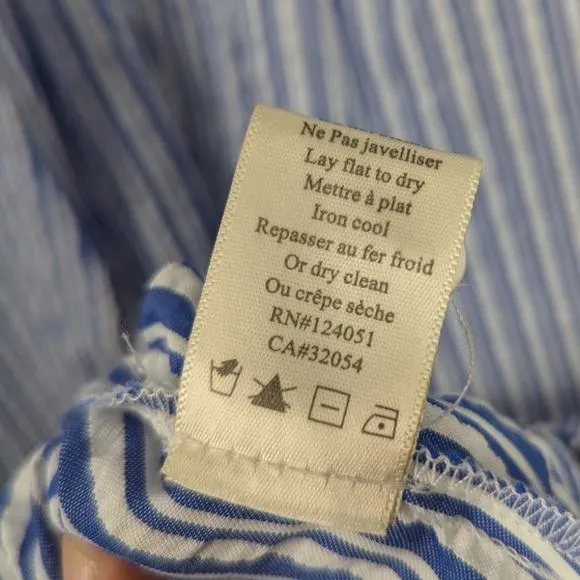 Ne Pas javelliser
Lay flat to dry
Mettre à plat
Iron cool
Repasser au fer froid
Or dry clean
Ou crêpe sèche
RN#124051
CA#32054